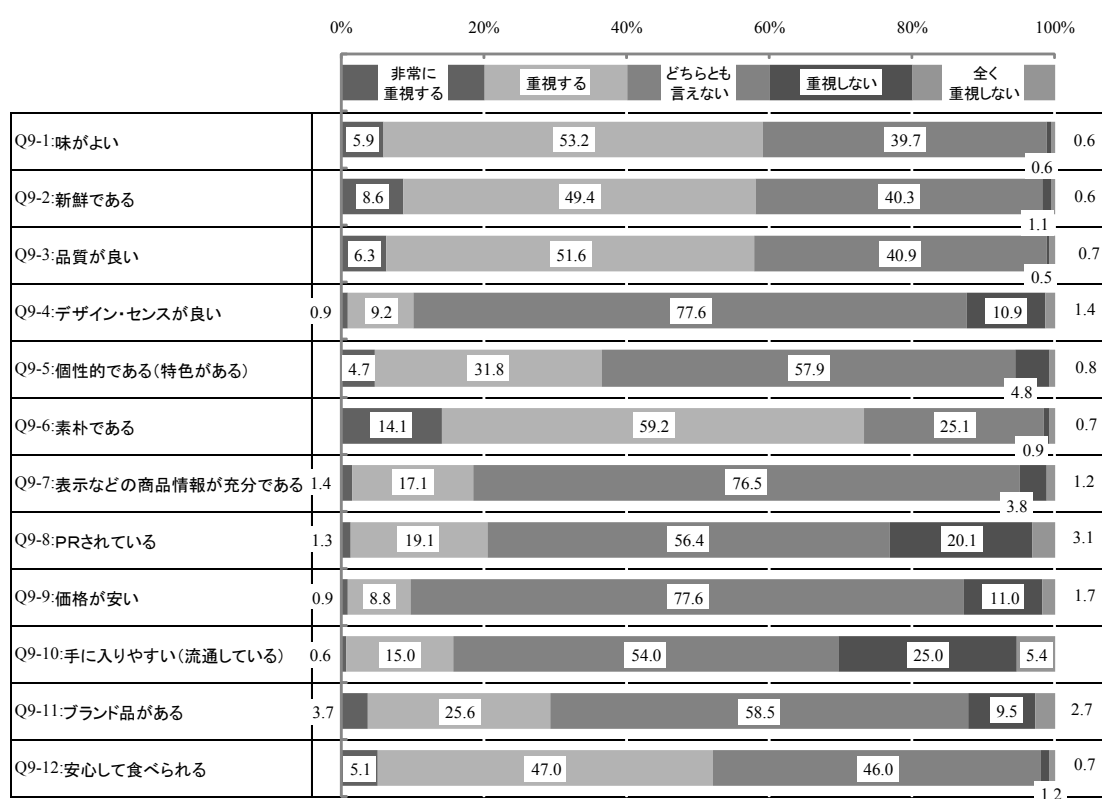 0% 20% 40% 60% 80% 100%
非常に
重視する
重視する
どちらとも
言えない
重視しない
全く
重視しない
Q9-1:味がよい 5.9 53.2 39.7 0.6 0.6
Q9-2:新鮮である 8.6 49.4 40.3 1.1 0.6
Q9-3:品質が良い 6.3 51.6 40.9 0.5 0.7
Q9-4:デザイン・センスが良い 0.9 9.2 77.6 10.9 1.4
Q9-5:個性的である(特色がある) 4.7 31.8 57.9 4.8 0.8
Q9-6:素朴である 14.1 59.2 25.1 0.9 0.7
Q9-7:表示などの商品情報が充分である 1.4 17.1 76.5 3.8 1.2
Q9-8:PRされている 1.3 19.1 56.4 20.1 3.1
Q9-9:価格が安い 0.9 8.8 77.6 11.0 1.7
Q9-10:手に入りやすい(流通している) 0.6 15.0 54.0 25.0 5.4
Q9-11:ブランド品がある 3.7 25.6 58.5 9.5 2.7
Q9-12:安心して食べられる 5.1 47.0 46.0 1.2 0.7